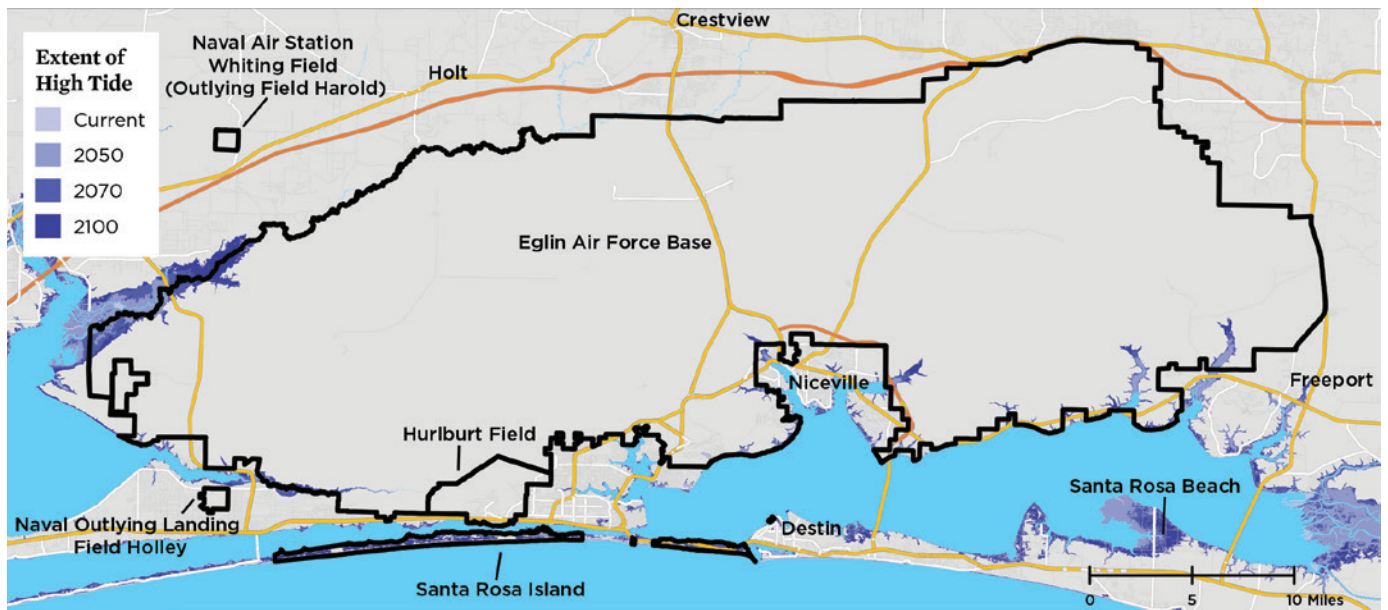 Extent of
High Tide
Current
2050
2070
2100
Naval Air Station
Whiting Field
(Outlying Field Harold)
Holt
Crestview
Eglin Air Force Base
Niceville
Freeport
Hurlburt Field
Naval Outlying Landing
Field Holley
Santa Rosa Beach
Destin
Santa Rosa Island
0 5 10 Miles